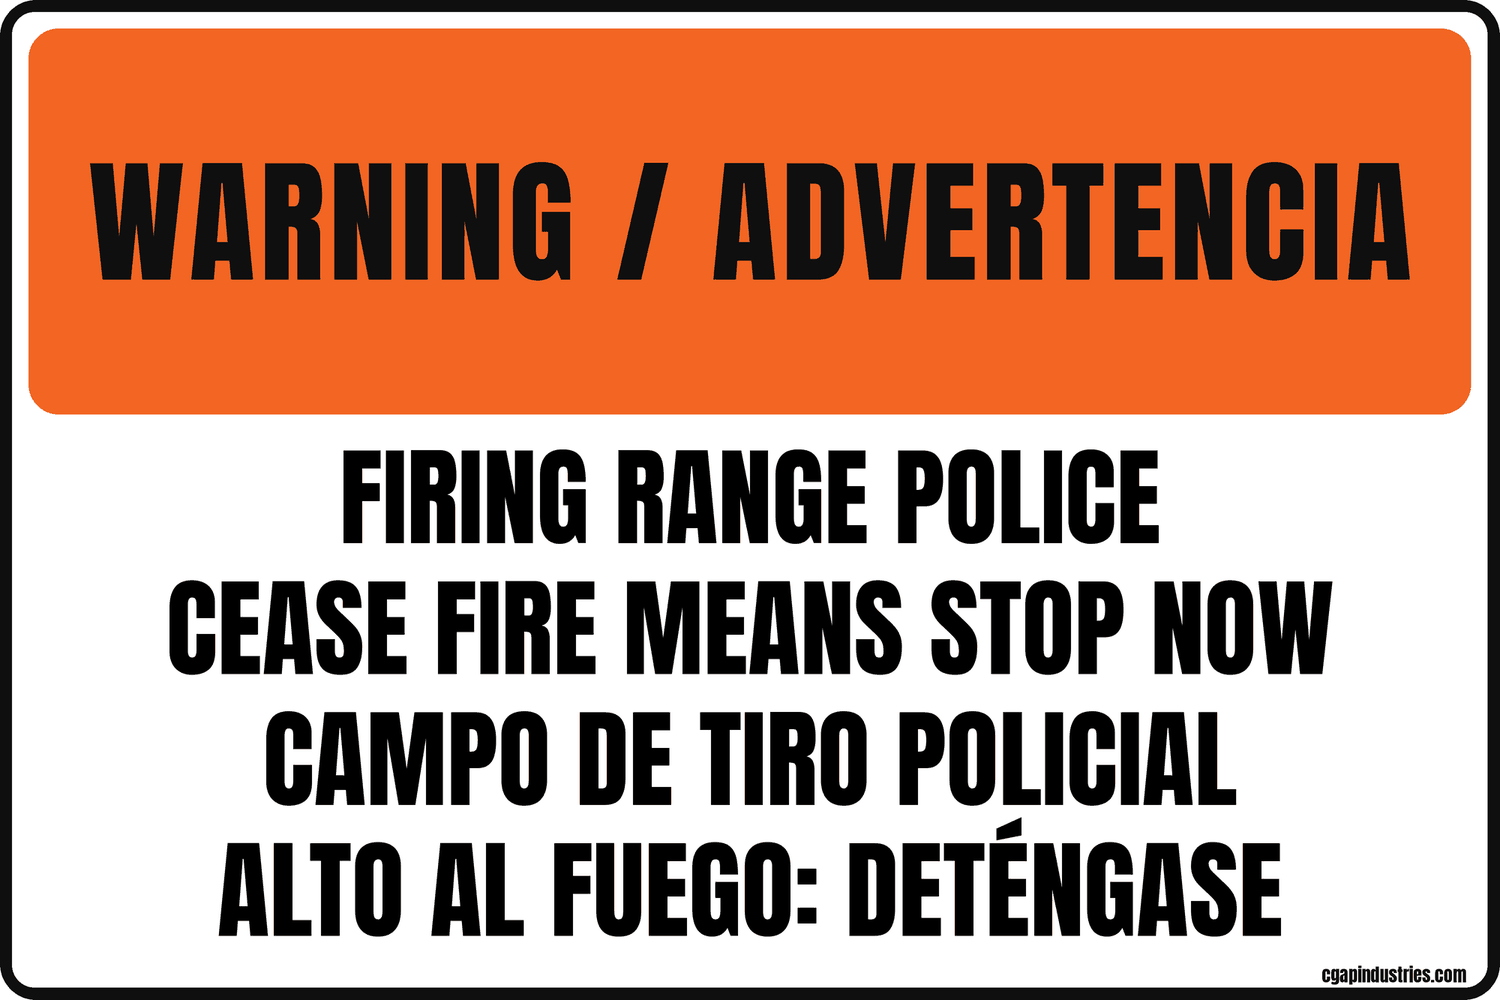 WARNING / ADVERTENCIA
FIRING RANGE POLICE
CEASE FIRE MEANS STOP NOW
CAMPO DE TIRO POLICIAL
ALTO AL FUEGO: DETÉNGASE
cgapindustries.com